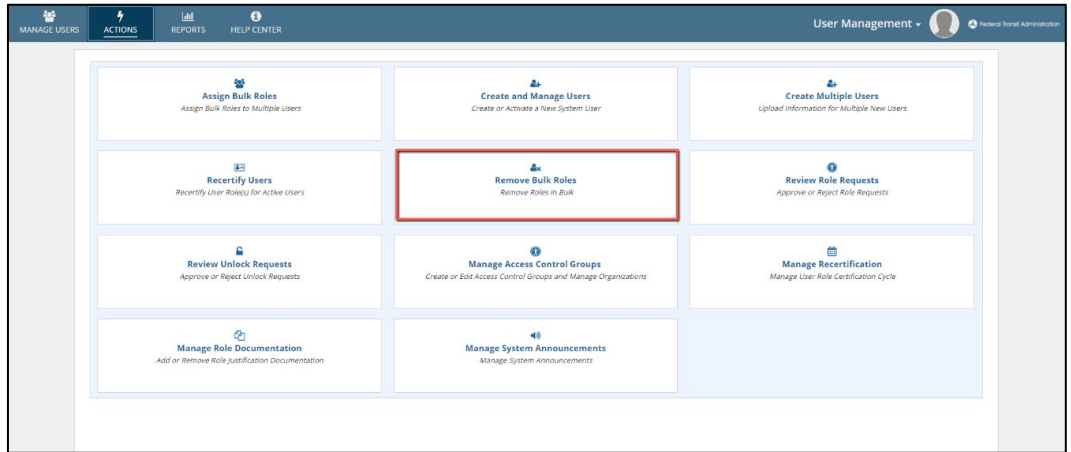 MANAGE USERS
ACTIONS
REPORTS
HELP CENTER
User Management
Federal Transit Administration
Assign Bulk Roles
Assign Bulk Roles to Multiple Users
Create and Manage Users
Create or Activate a New System User
Create Multiple Users
Upload Information for Multiple New Users
Recertify Users
Recertify User Role(s) for Active Users
Remove Bulk Roles
Remove Roles in Bulk
Review Role Requests
Approve or Reject Role Requests
Review Unlock Requests
Approve or Reject Unlock Requests
Manage Access Control Groups
Create or Edit Access Control Groups and Manage Organizations
Manage Recertification
Manage User Role Certification Cycle
Manage Role Documentation
Add or Remove Role Justification Documentation
Manage System Announcements
Manage System Announcements